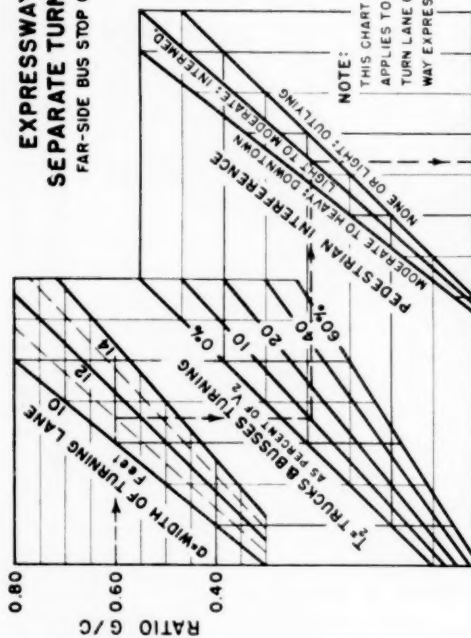 EXPRESSWAY
SEPARATE TURN
FAR-SIDE BUS STOP
RATIO G/C
0.80
0.60
0.40
a=WIDTH OF TURNING LANE
Feet
10
12
14
T₂= TRUCKS & BUSSES TURNING
AS PERCENT OF V₂
0%
10
20
40
60%
PEDESTRIAN INTERFERENCE
MODERATE TO HEAVY: DOWNTOWN
LIGHT TO MODERATE: INTERMED.
NONE OR LIGHT: OUTLYING
NOTE:
THIS CHART
APPLIES TO
TURN LANE
WAY EXPRES